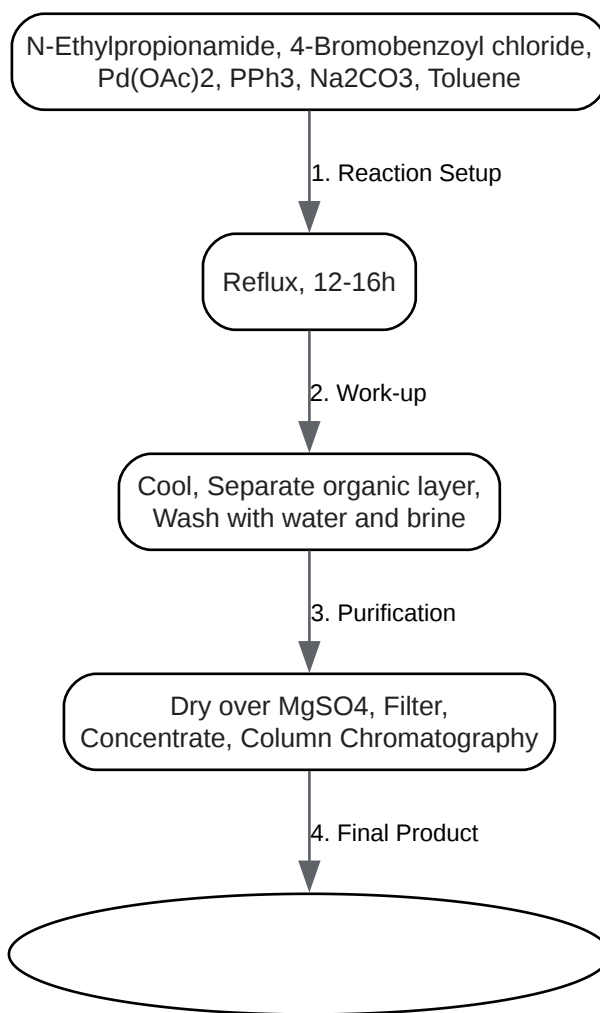 N-Ethylpropionamide, 4-Bromobenzoyl chloride,
Pd(OAc)2, PPh3, Na2CO3, Toluene
1. Reaction Setup
Reflux, 12-16h
2. Work-up
Cool, Separate organic layer,
Wash with water and brine
3. Purification
Dry over MgSO4, Filter,
Concentrate, Column Chromatography
4. Final Product